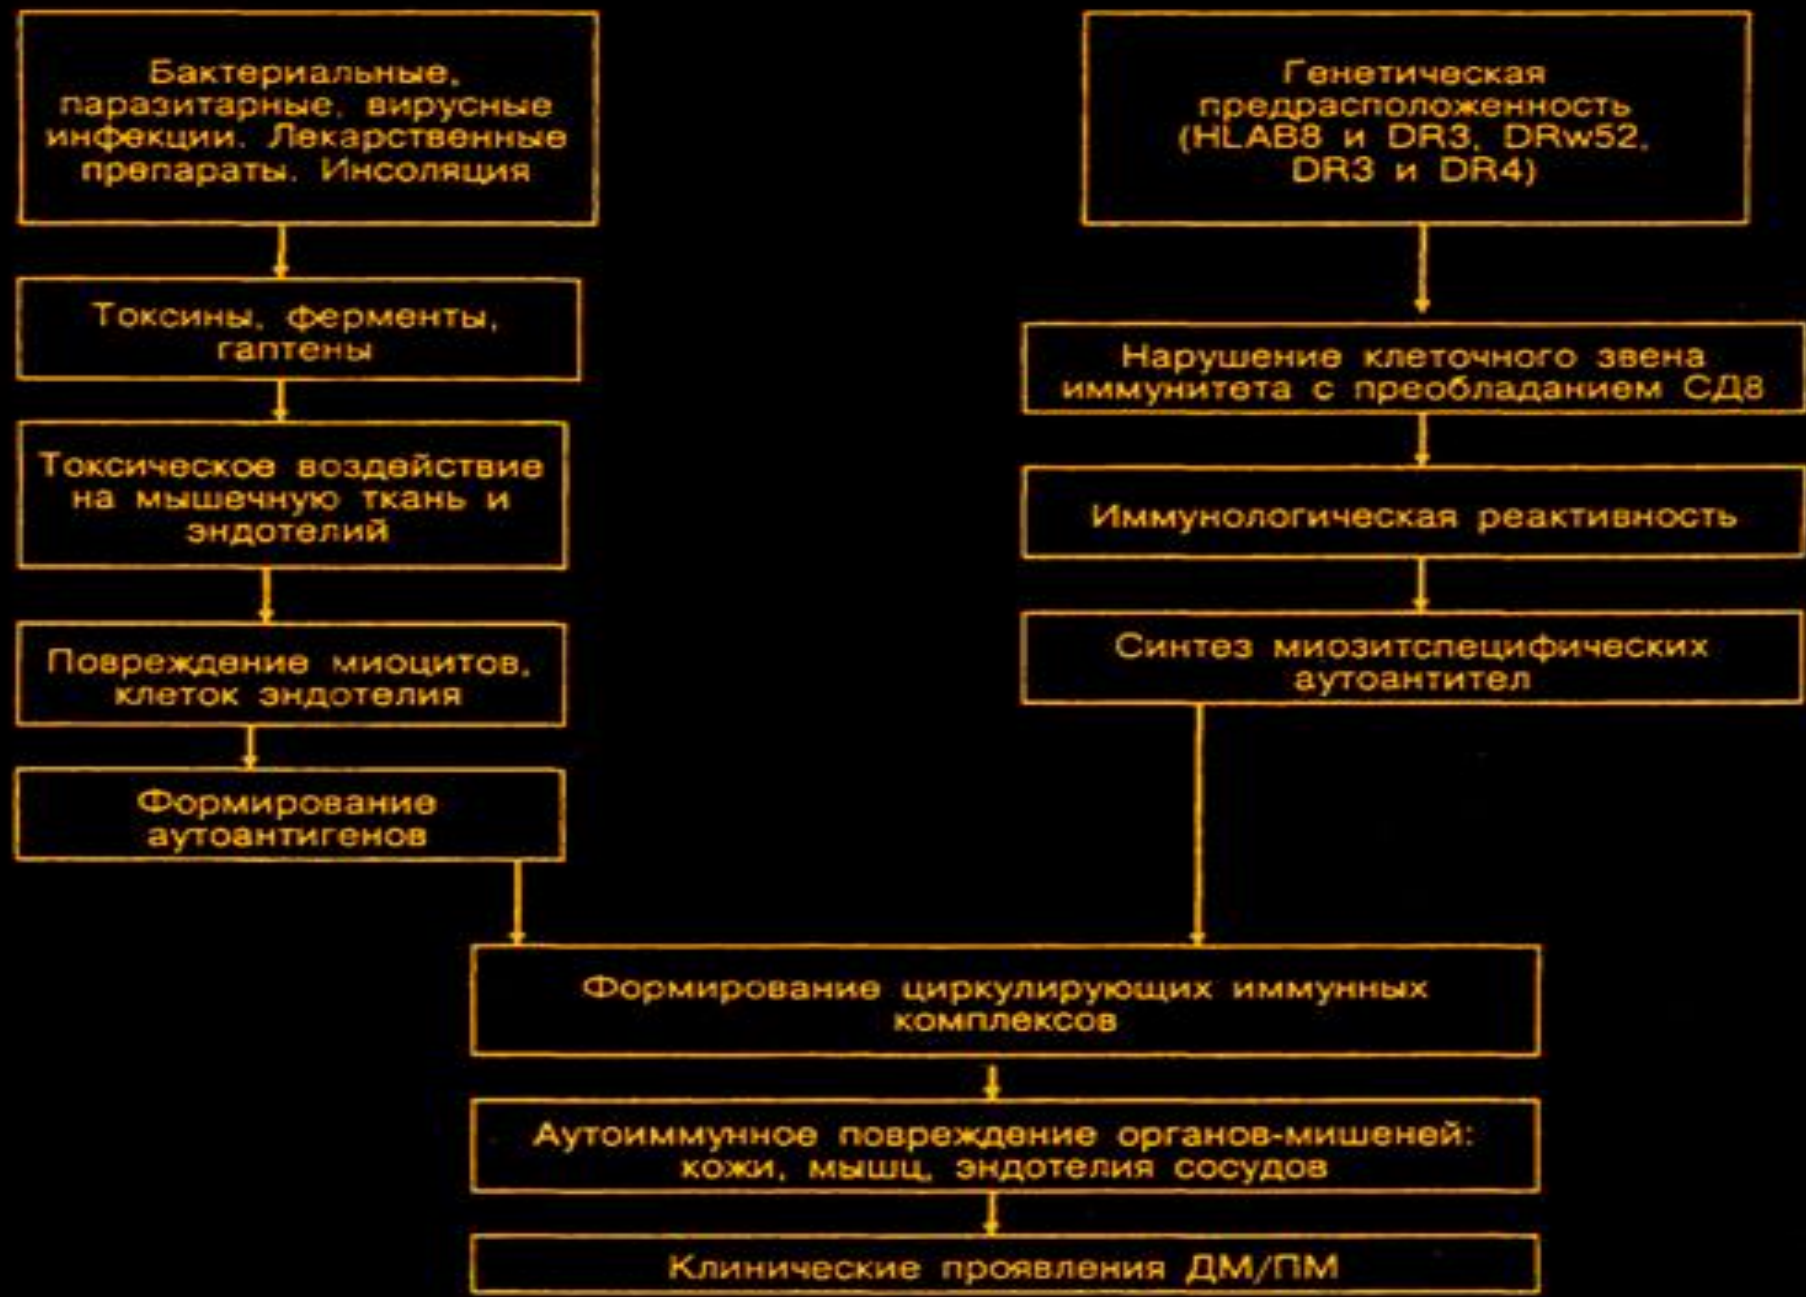 Бактериальные,
паразитарные, вирусные
инфекции. Лекарственные
препараты. Инсоляция
Токсины, ферменты,
гаптены
Токсическое воздействие
на мышечную ткань и
эндотелий
Повреждение миоцитов,
клеток эндотелия
Формирование
аутоантигенов
Генетическая
предрасположенность
(HLAB8 и DR3, DRw52,
DR3 и DR4)
Нарушение клеточного звена
иммунитета с преобладанием СД8
Иммунологическая реактивность
Синтез миозитспецифических
аутоантител
Формирование циркулирующих иммунных
комплексов
Аутоиммунное повреждение органов-мишеней:
кожи, мышц, эндотелия сосудов
Клинические проявления ДМ/ПМ